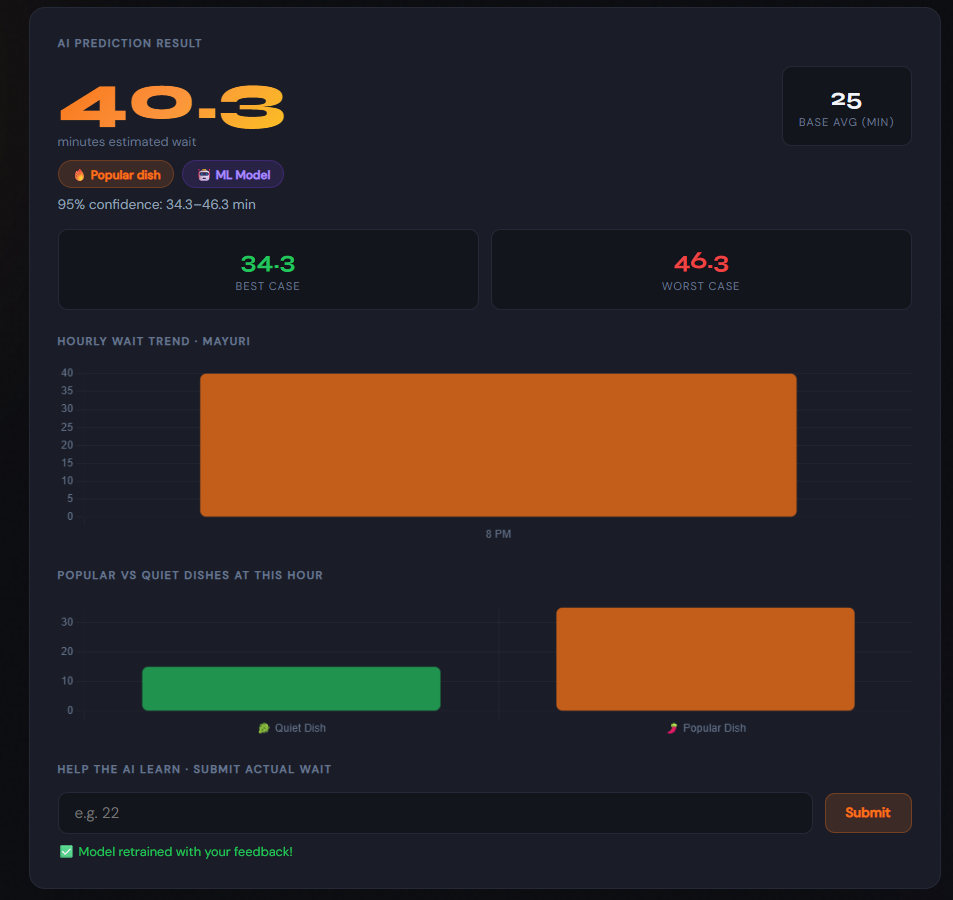 AI PREDICTION RESULT
40.3
minutes estimated wait
25
BASE AVG (MIN)
🔥 Popular dish
🤖 ML Model
95% confidence: 34.3–46.3 min
34.3
BEST CASE
46.3
WORST CASE
HOURLY WAIT TREND · MAYURI
40
35
30
25
20
15
10
5
0
8 PM
POPULAR VS QUIET DISHES AT THIS HOUR
30
20
10
0
🥬 Quiet Dish
🌶️ Popular Dish
HELP THE AI LEARN · SUBMIT ACTUAL WAIT
e.g. 22
Submit
✅ Model retrained with your feedback!